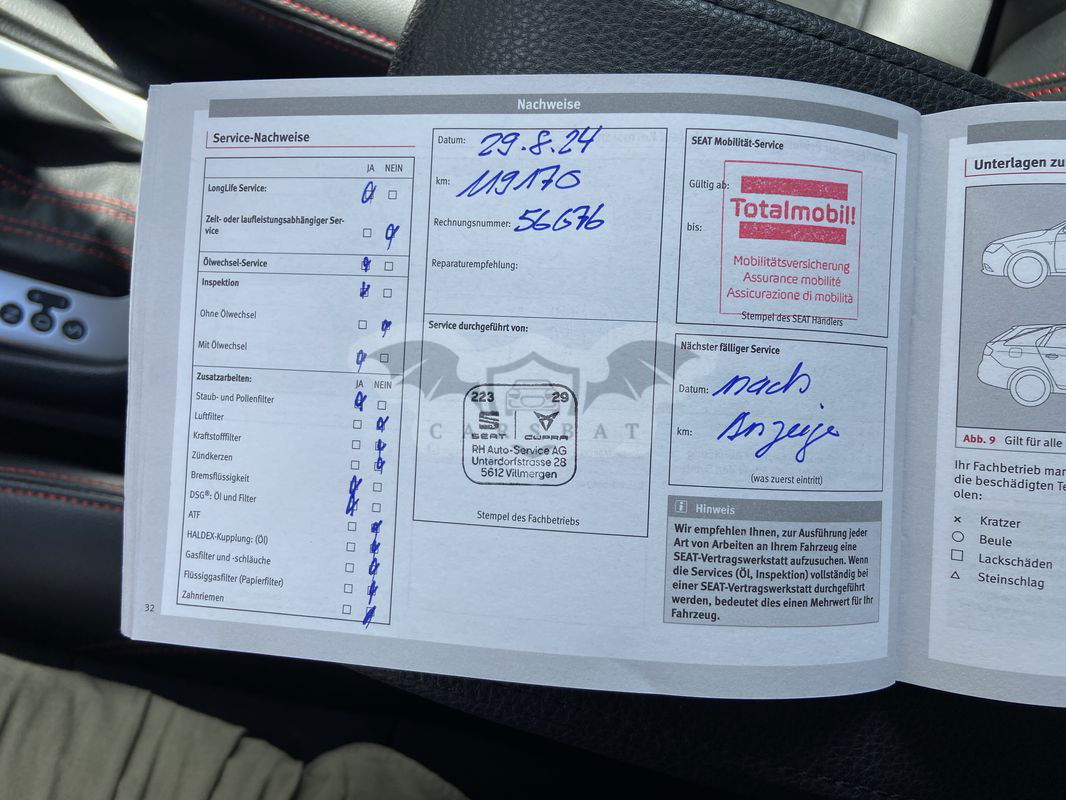 Nachweise
Service-Nachweise
JA NEIN
LongLife Service:
Zeit- oder laufleistungsabhängiger Ser-
vice
Ölwechsel-Service
Inspektion
Ohne Ölwechsel
Mit Ölwechsel
Zusatzarbeiten:
JA NEIN
Staub- und Pollenfilter
Luftfilter
Kraftstofffilter
Zündkerzen
Bremsflüssigkeit
DSG®: Öl und Filter
ATF
HALDEX-Kupplung: (Öl)
Gasfilter und -schläuche
Flüssiggasfilter (Papierfilter)
Zahnriemen
32
Datum: 29.8.24
km: 119170
Rechnungsnummer: 56676
Reparaturempfehlung:
Service durchgeführt von:
223 29
SEAT CUPRA
RH Auto-Service AG
Unterdorfstrasse 28
5612 Villmergen
Stempel des Fachbetriebs
CARSBAT
SEAT Mobilität-Service
Gültig ab:
bis:
Totalmobil!
Mobilitätsversicherung
Assurance mobilité
Assicurazione di mobilità
Stempel des SEAT Händlers
Nächster fälliger Service
Datum: nach
km: Anzeige
(was zuerst eintritt)
i Hinweis
Wir empfehlen Ihnen, zur Ausführung jeder
Art von Arbeiten an Ihrem Fahrzeug eine
SEAT-Vertragswerkstatt aufzusuchen. Wenn
die Services (Öl, Inspektion) vollständig bei
einer SEAT-Vertragswerkstatt durchgeführt
werden, bedeutet dies einen Mehrwert für Ihr
Fahrzeug.
Unterlagen zu
Abb. 9 Gilt für alle
Ihr Fachbetrieb mar
die beschädigten Te
olen:
Kratzer
Beule
Lackschäden
Steinschlag